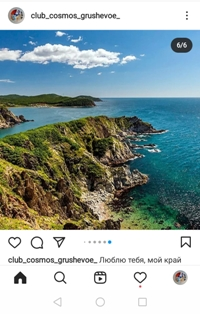 club_cosmos_grushevoe_
6/6
club_cosmos_grushevoe_ Люблю тебя, мой край